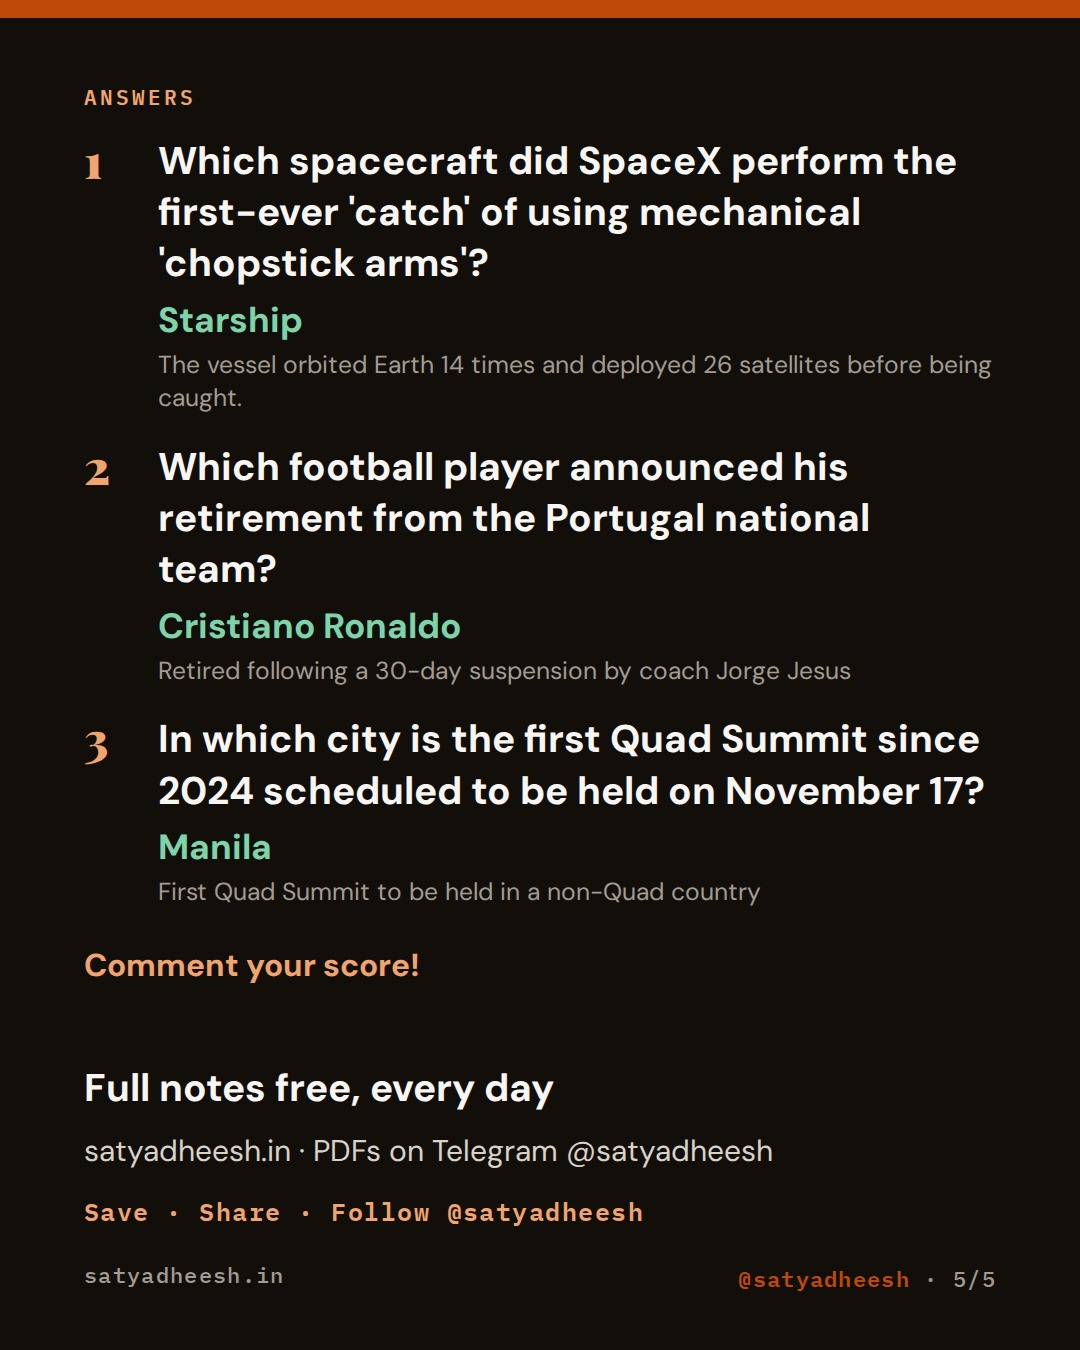 ANSWERS
1
Which spacecraft did SpaceX perform the
first-ever 'catch' of using mechanical
'chopstick arms'?
Starship
The vessel orbited Earth 14 times and deployed 26 satellites before being
caught.
2
Which football player announced his
retirement from the Portugal national
team?
Cristiano Ronaldo
Retired following a 30-day suspension by coach Jorge Jesus
3
In which city is the first Quad Summit since
2024 scheduled to be held on November 17?
Manila
First Quad Summit to be held in a non-Quad country
Comment your score!
Full notes free, every day
satyadheesh.in · PDFs on Telegram @satyadheesh
Save · Share · Follow @satyadheesh
satyadheesh.in
@satyadheesh · 5/5